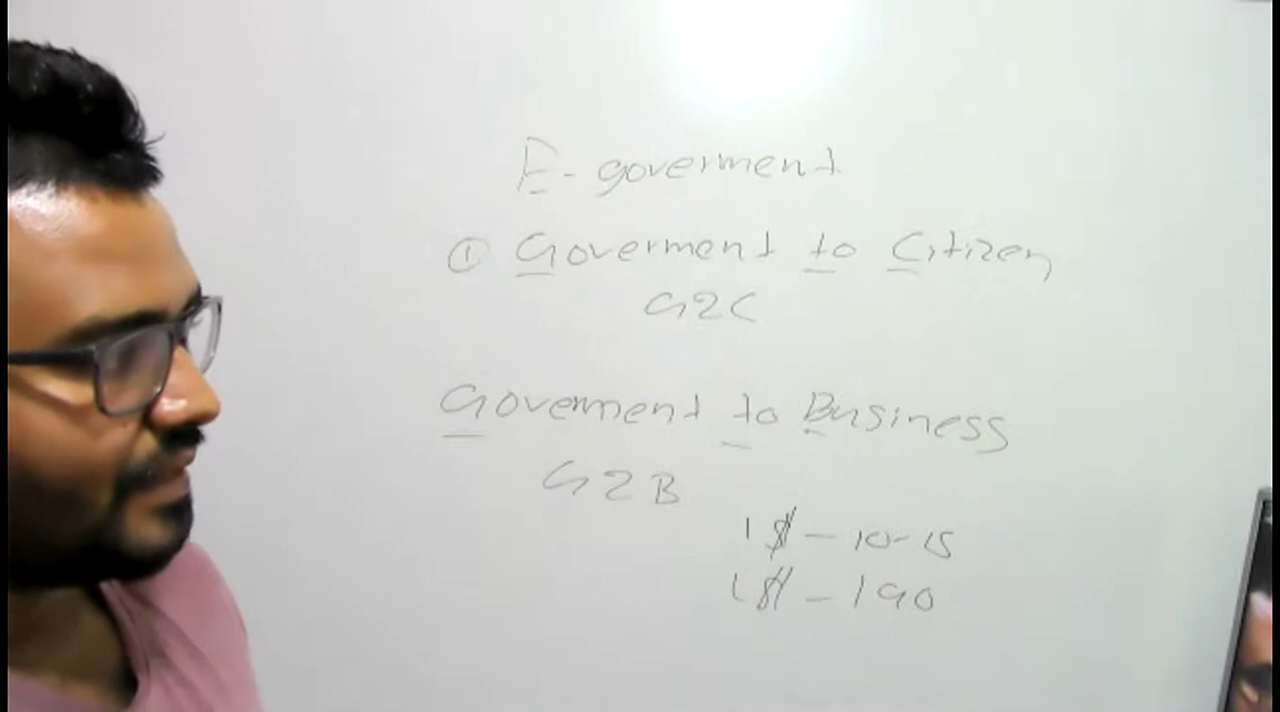 E-goverment
① Goverment to Citizen
G2C
Goverment to Business
G2B
1$ - 10-15
1$ - 190